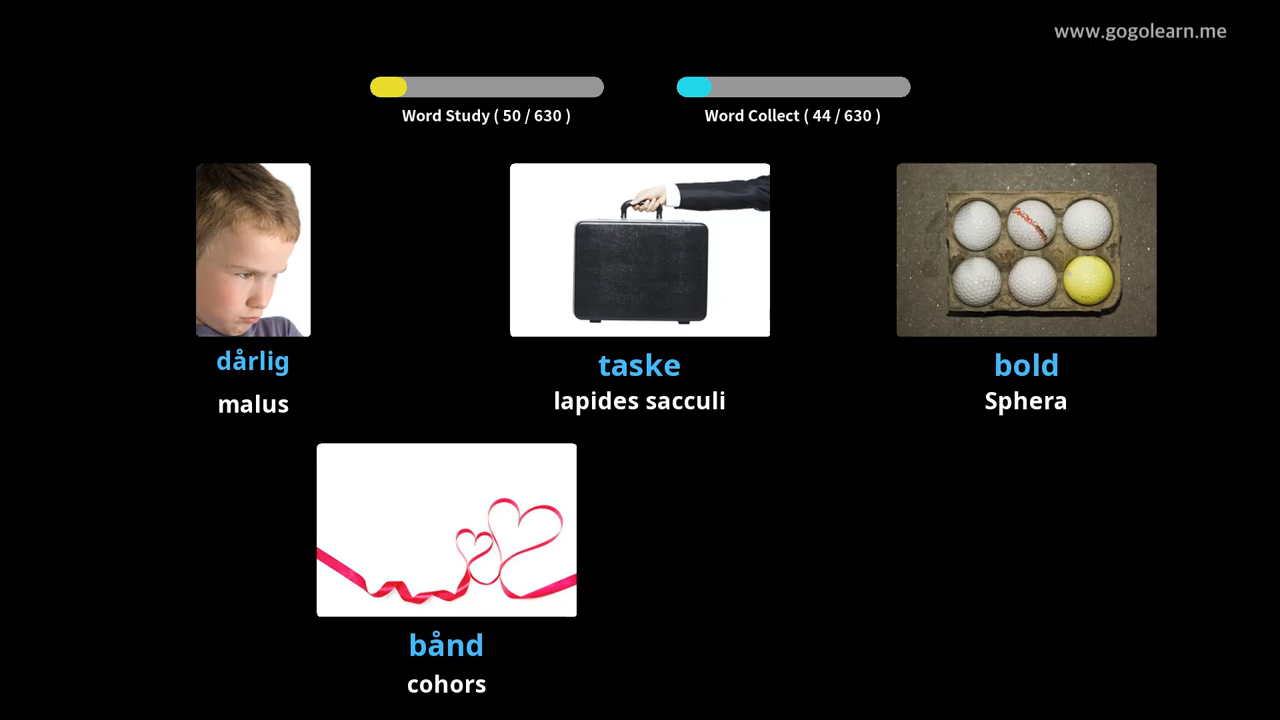 www.gogolearn.me
Word Study ( 50 / 630 )
Word Collect ( 44 / 630 )
dårlig
malus
taske
lapides sacculi
bold
Sphera
bånd
cohors